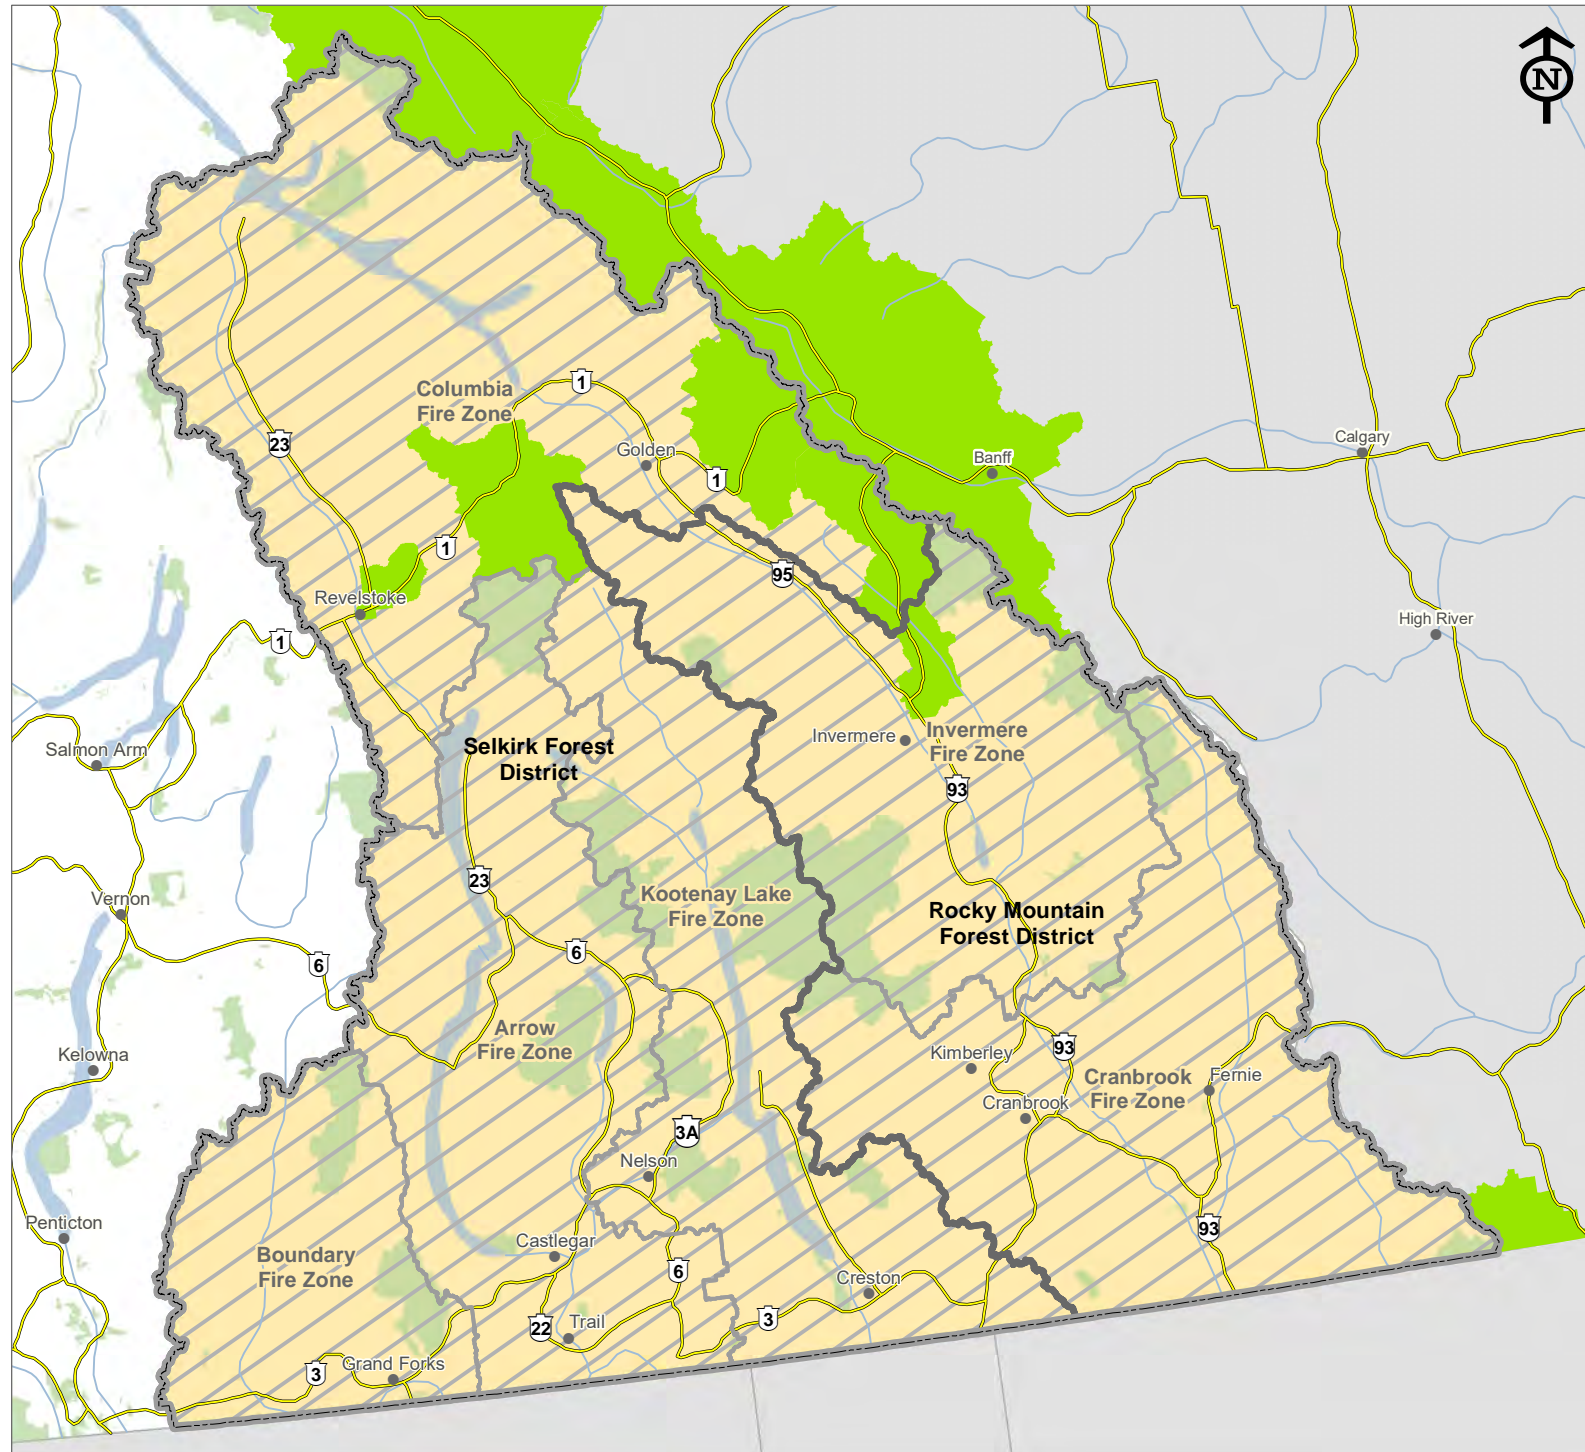 N
Columbia
Fire Zone
1
23
Golden
1
Banff
Calgary
1
95
Revelstoke
1
High River
Salmon Arm
Selkirk Forest
District
Invermere
Invermere
Fire Zone
93
Vernon
23
Kootenay Lake
Fire Zone
Rocky Mountain
Forest District
6
6
Arrow
Fire Zone
Kelowna
Kimberley
93
Cranbrook
Fire Zone
Fernie
Cranbrook
3A
Nelson
Penticton
Boundary
Fire Zone
Castlegar
6
93
Creston
22
Trail
3
3
Grand Forks